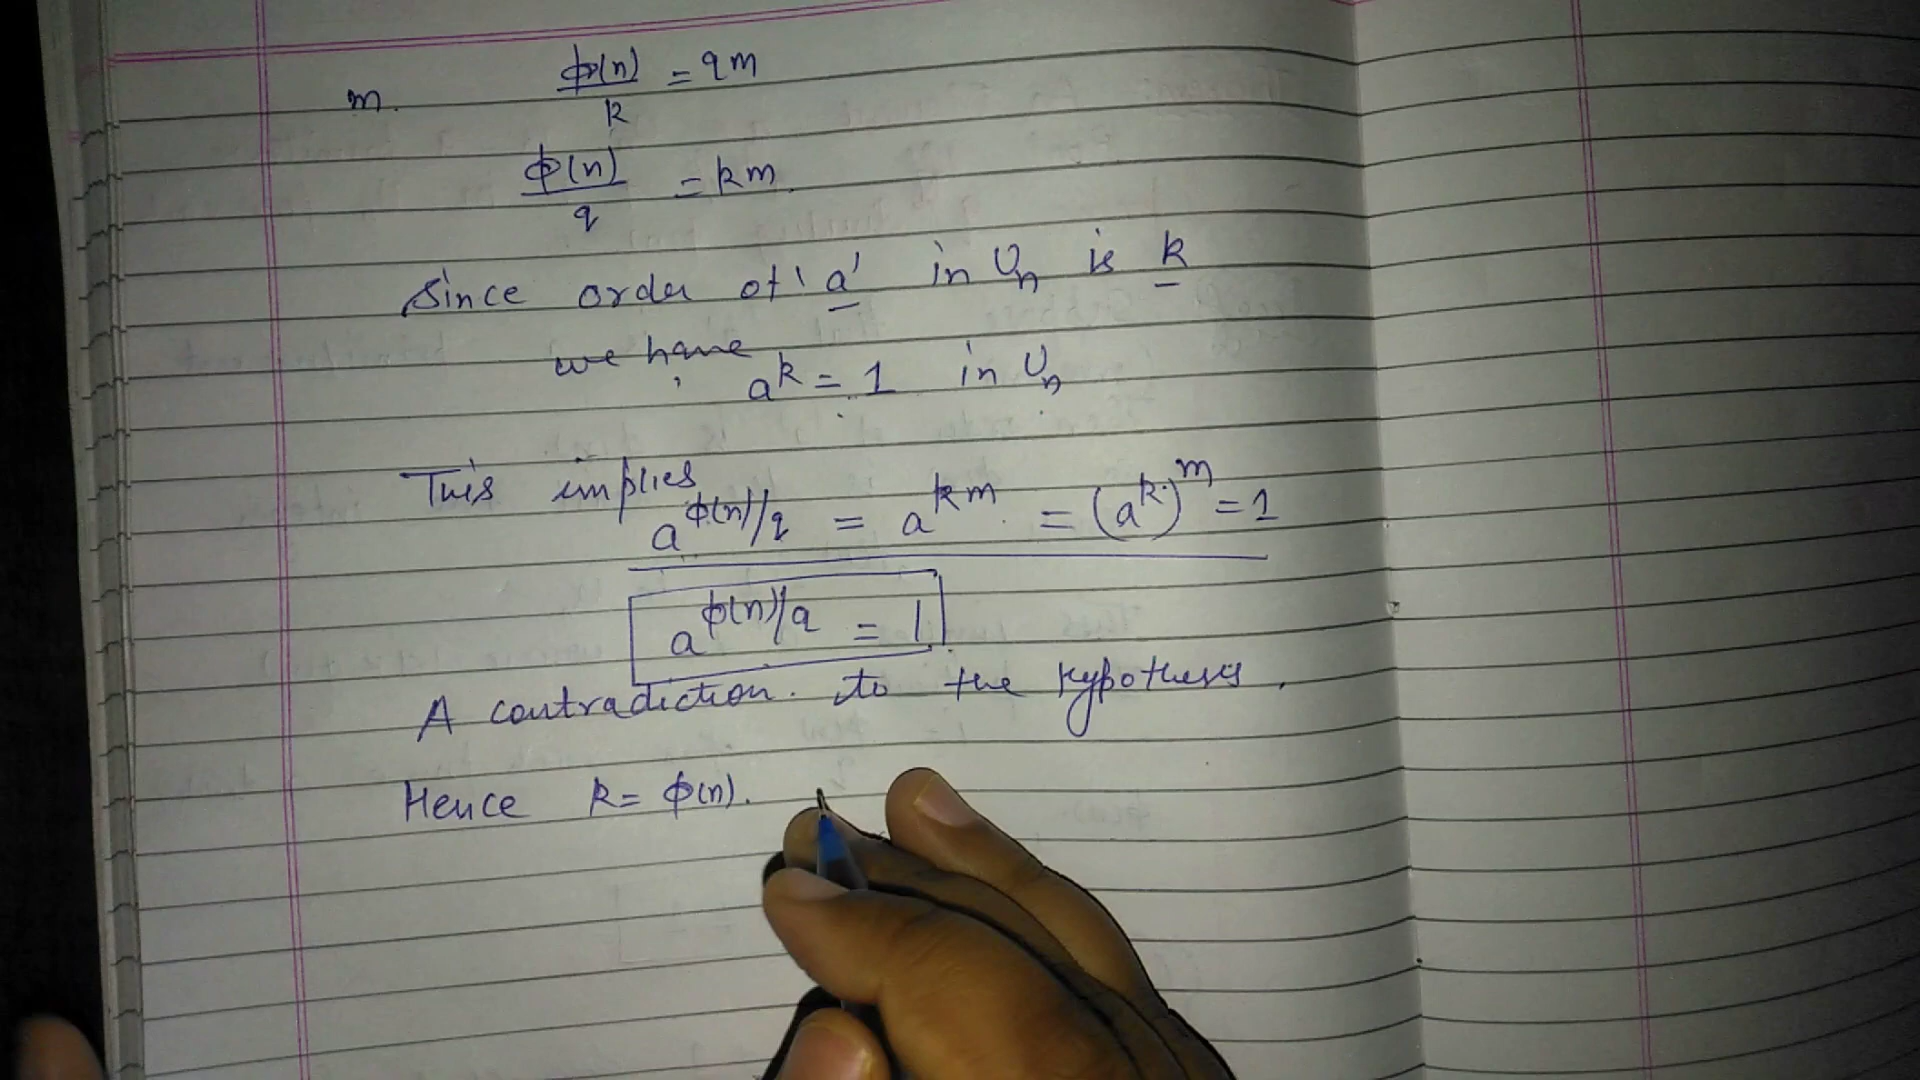 m. φ(n)/k = qm
φ(n)/q = km.
Since order of 'a' in Un is k
we have
a^k = 1 in Un
This implies
a^φ(n)/q = a^km = (a^k)^m = 1
a^φ(n)/q = 1
A contradiction. to the hypothesis.
Hence k = φ(n).